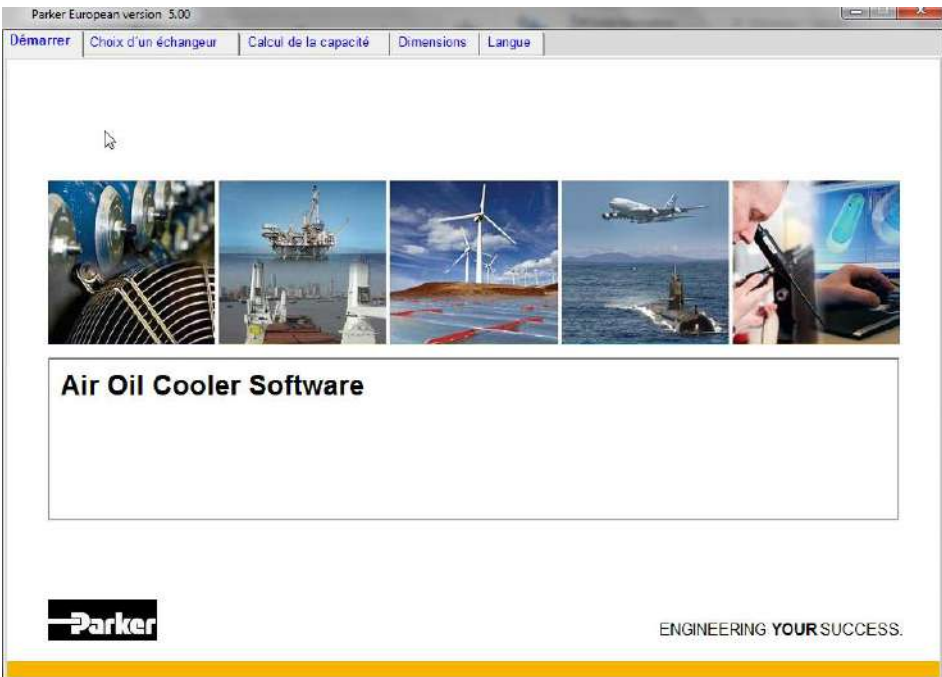 Parker European version 5.00
Démarrer Choix d'un échangeur Calcul de la capacité Dimensions Langue
Air Oil Cooler Software
Parker
ENGINEERING YOUR SUCCESS.